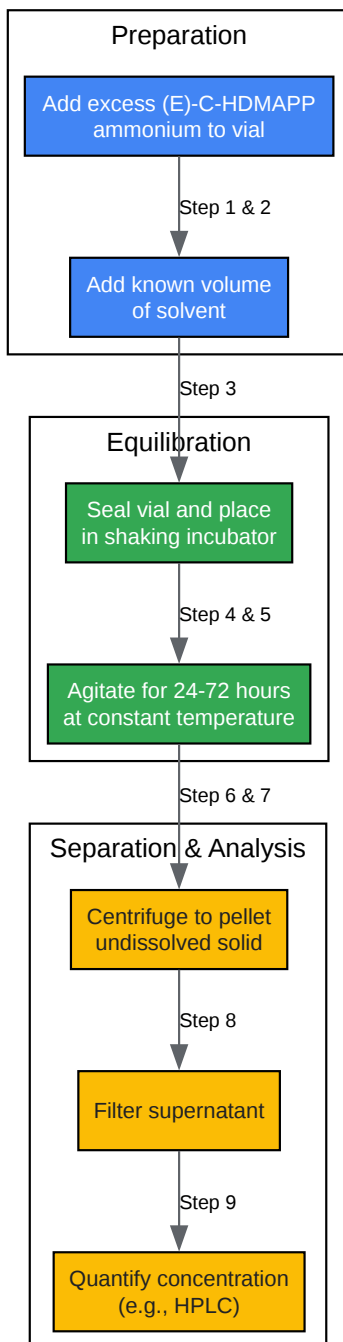 Preparation
Add excess (E)-C-HDMAPP
ammonium to vial
Step 1 & 2
Add known volume
of solvent
Step 3
Equilibration
Seal vial and place
in shaking incubator
Step 4 & 5
Agitate for 24-72 hours
at constant temperature
Step 6 & 7
Separation & Analysis
Centrifuge to pellet
undissolved solid
Step 8
Filter supernatant
Step 9
Quantify concentration
(e.g., HPLC)